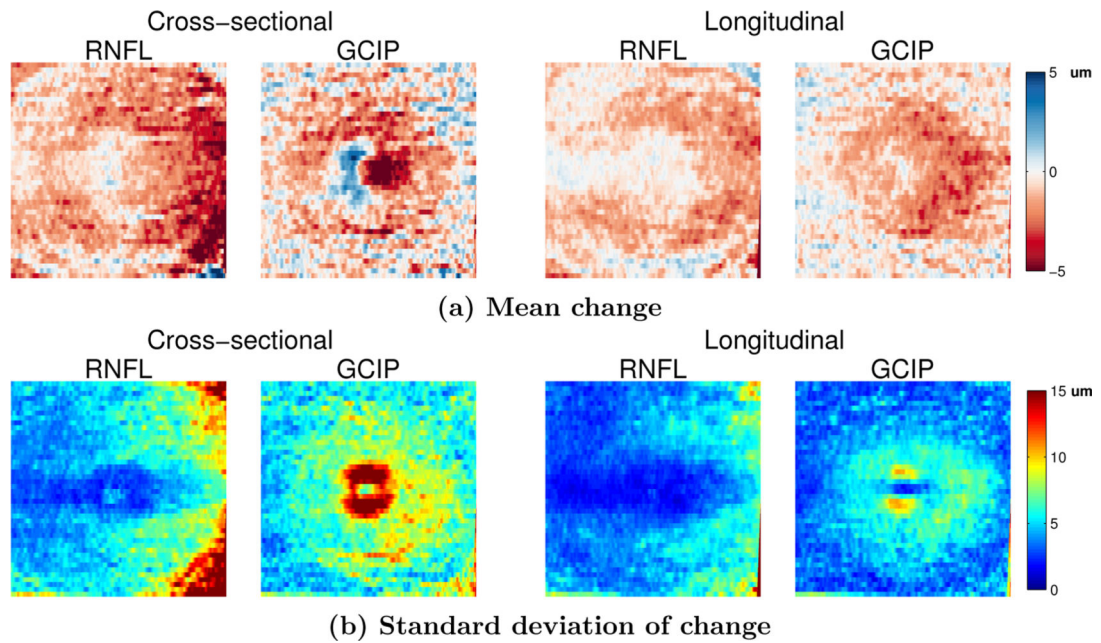 Cross-sectional Longitudinal
RNFL GCIP RNFL GCIP
5 um
0
-5
(a) Mean change
Cross-sectional Longitudinal
RNFL GCIP RNFL GCIP
15 um
10
5
0
(b) Standard deviation of change